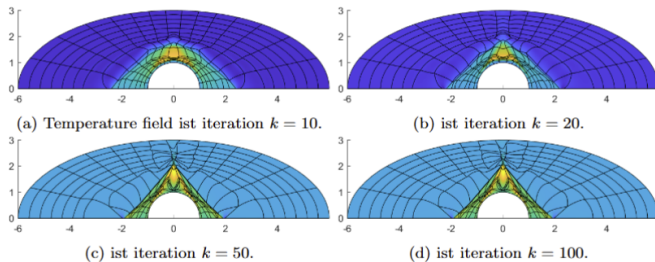 3 3
2 2
1 1
0 0
-6 -4 -2 0 2 4 -6 -4 -2 0 2 4
(a) Temperature field ist iteration k = 10. (b) ist iteration k = 20.
3 3
2 2
1 1
0 0
-6 -4 -2 0 2 4 -6 -4 -2 0 2 4
(c) ist iteration k = 50. (d) ist iteration k = 100.